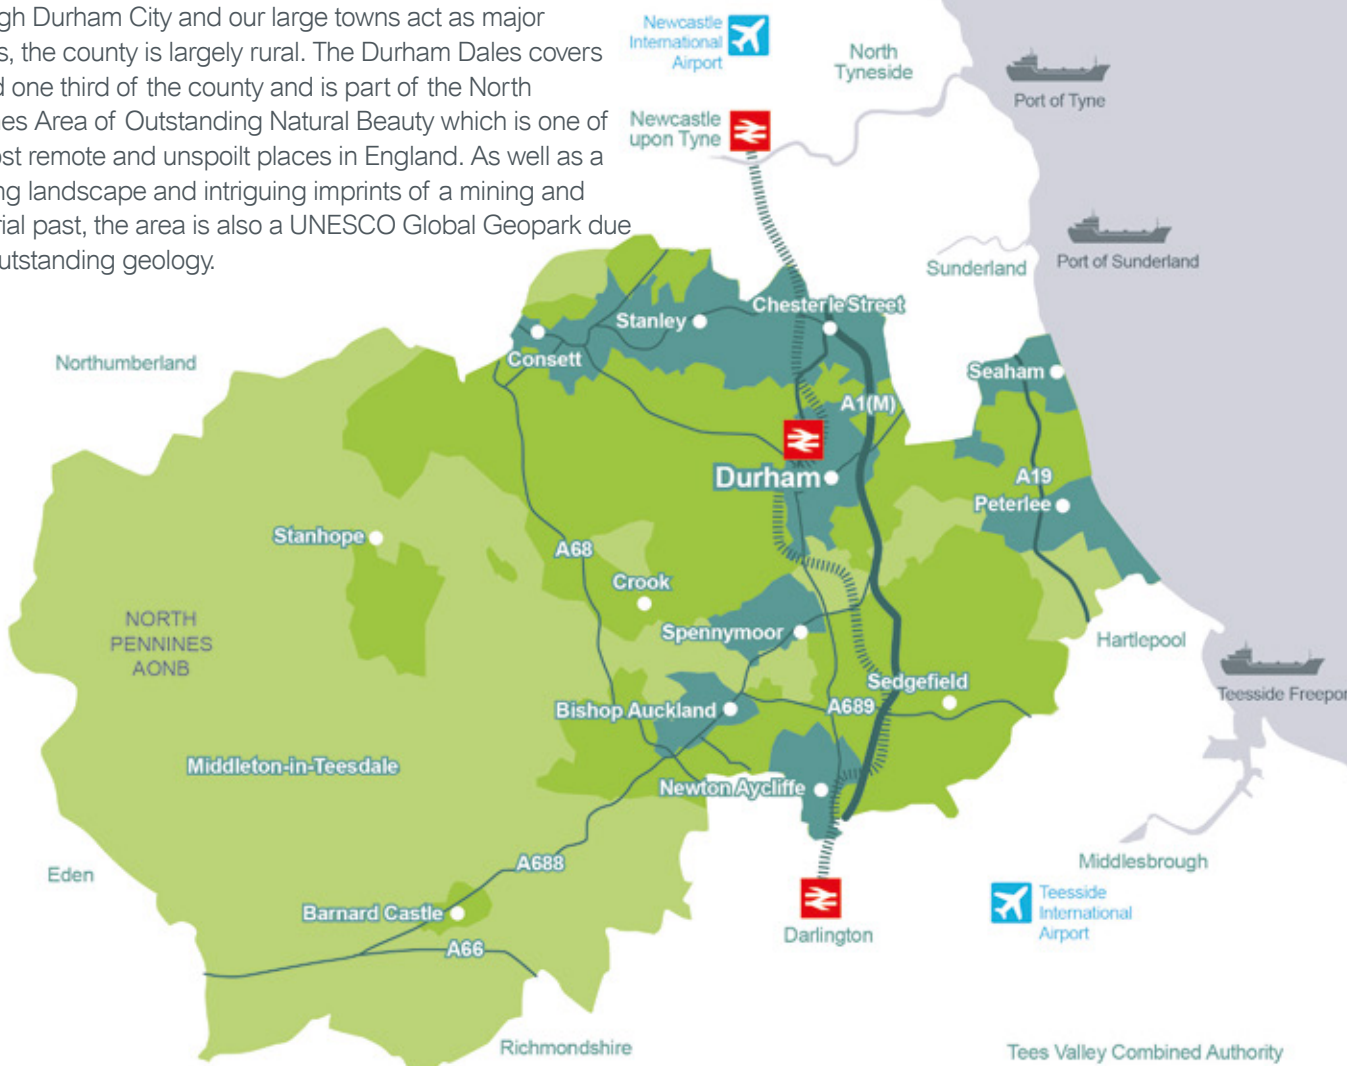 gh Durham City and our large towns act as major
s, the county is largely rural. The Durham Dales covers
d one third of the county and is part of the North
es Area of Outstanding Natural Beauty which is one of
ost remote and unspoilt places in England. As well as a
ng landscape and intriguing imprints of a mining and
rial past, the area is also a UNESCO Global Geopark due
utstanding geology.
Newcastle
International
Airport
North
Tyneside
Port of Tyne
Newcastle
upon Tyne
Sunderland
Port of Sunderland
Chester le Street
Stanley
Consett
Northumberland
Seaham
A1(M)
Durham
A19
Peterlee
Stanhope
A68
Crook
NORTH
PENNINES
AONB
Spennymoor
Hartlepool
Sedgefield
Teesside Freepor
Bishop Auckland
A689
Middleton-in-Teesdale
Newton Aycliffe
A688
Middlesbrough
Eden
Barnard Castle
Teesside
International
Airport
Darlington
A66
Richmondshire
Tees Valley Combined Authority